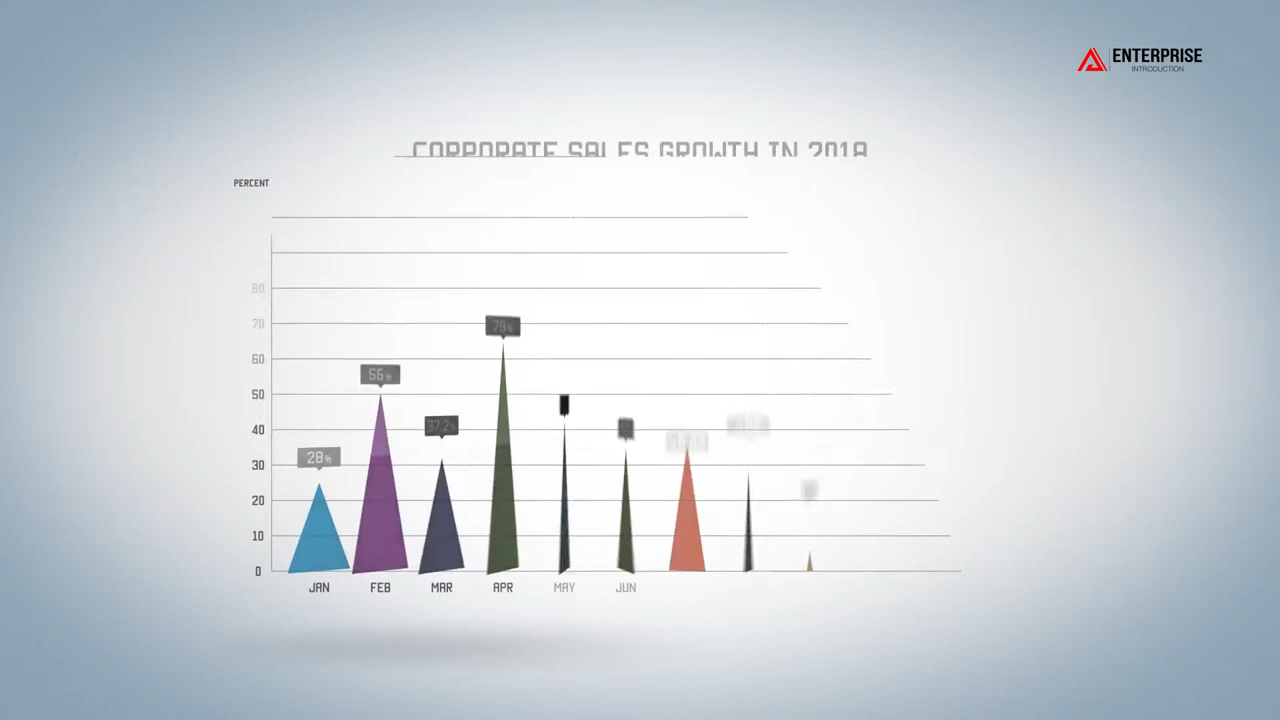 ENTERPRISE
INTRODUCTION
CORPORATE SALES GROWTH IN 2018
PERCENT
80
70
60
50
40
30
20
10
0
28%
56%
37.2%
79%
JAN FEB MAR APR MAY JUN